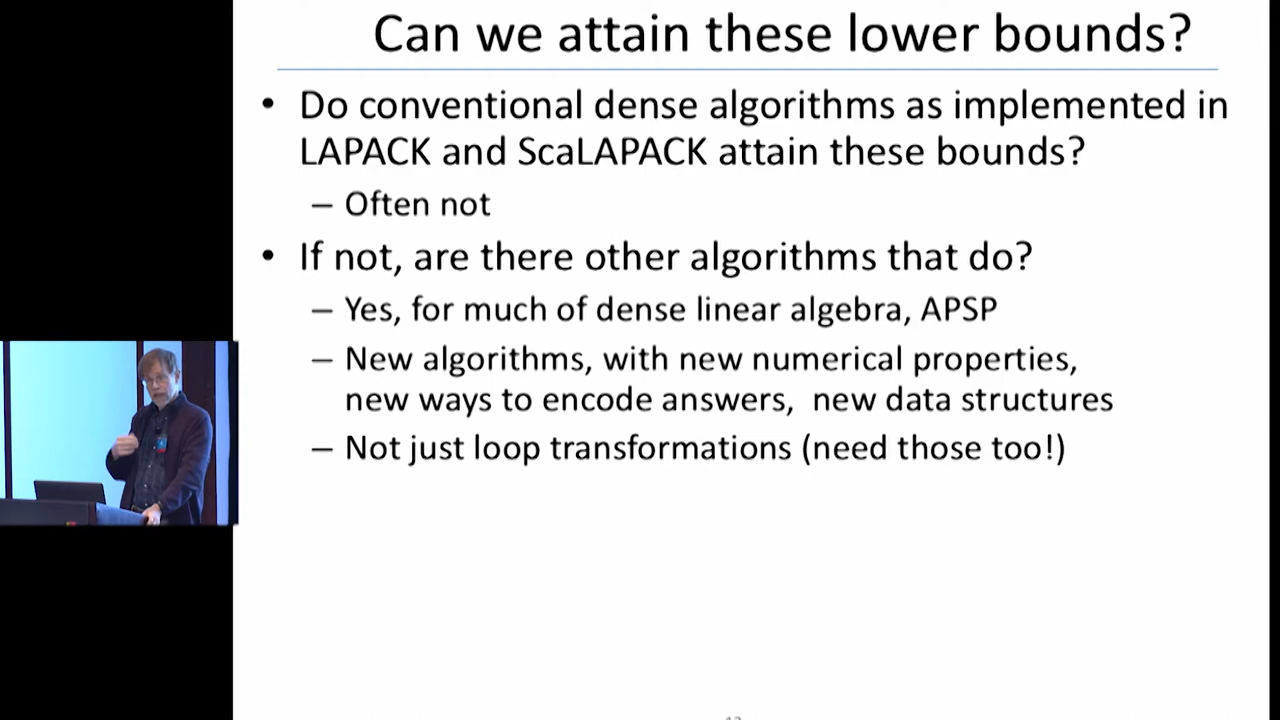 Can we attain these lower bounds?
• Do conventional dense algorithms as implemented in
LAPACK and ScaLAPACK attain these bounds?
– Often not
• If not, are there other algorithms that do?
– Yes, for much of dense linear algebra, APSP
– New algorithms, with new numerical properties,
new ways to encode answers,  new data structures
– Not just loop transformations (need those too!)